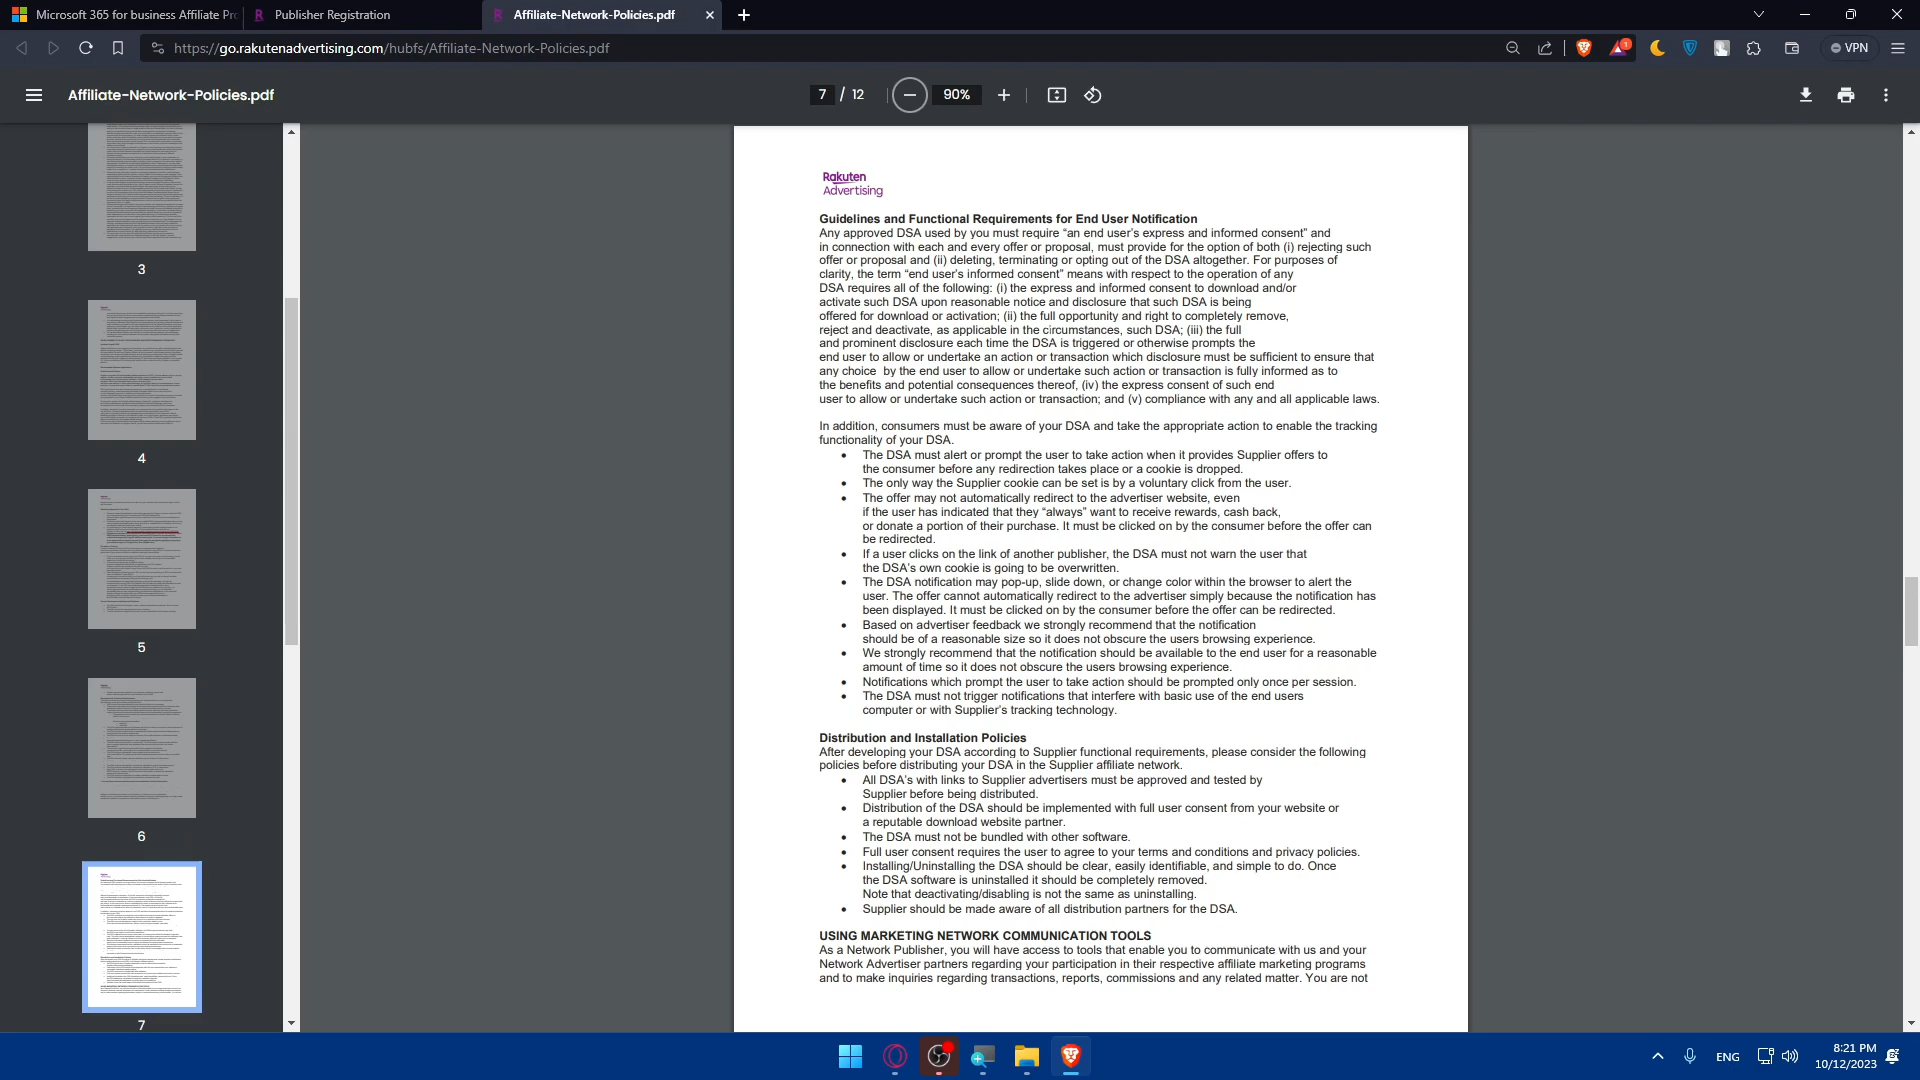 Microsoft 365 for business Affiliate Pro
Publisher Registration
Affiliate-Network-Policies.pdf
https://go.rakutenadvertising.com/hubfs/Affiliate-Network-Policies.pdf
1
VPN
Affiliate-Network-Policies.pdf
7 / 12
90%
3
4
5
6
7
Rakuten
Advertising
Guidelines and Functional Requirements for End User Notification
Any approved DSA used by you must require “an end user’s express and informed consent” and
in connection with each and every offer or proposal, must provide for the option of both (i) rejecting such
offer or proposal and (ii) deleting, terminating or opting out of the DSA altogether. For purposes of
clarity, the term “end user’s informed consent” means with respect to the operation of any
DSA requires all of the following: (i) the express and informed consent to download and/or
activate such DSA upon reasonable notice and disclosure that such DSA is being
offered for download or activation; (ii) the full opportunity and right to completely remove,
reject and deactivate, as applicable in the circumstances, such DSA; (iii) the full
and prominent disclosure each time the DSA is triggered or otherwise prompts the
end user to allow or undertake an action or transaction which disclosure must be sufficient to ensure that
any choice by the end user to allow or undertake such action or transaction is fully informed as to
the benefits and potential consequences thereof, (iv) the express consent of such end
user to allow or undertake such action or transaction; and (v) compliance with any and all applicable laws.
In addition, consumers must be aware of your DSA and take the appropriate action to enable the tracking
functionality of your DSA.
• The DSA must alert or prompt the user to take action when it provides Supplier offers to
the consumer before any redirection takes place or a cookie is dropped.
• The only way the Supplier cookie can be set is by a voluntary click from the user.
• The offer may not automatically redirect to the advertiser website, even
if the user has indicated that they “always” want to receive rewards, cash back,
or donate a portion of their purchase. It must be clicked on by the consumer before the offer can
be redirected.
• If a user clicks on the link of another publisher, the DSA must not warn the user that
the DSA’s own cookie is going to be overwritten.
• The DSA notification may pop-up, slide down, or change color within the browser to alert the
user. The offer cannot automatically redirect to the advertiser simply because the notification has
been displayed. It must be clicked on by the consumer before the offer can be redirected.
• Based on advertiser feedback we strongly recommend that the notification
should be of a reasonable size so it does not obscure the users browsing experience.
• We strongly recommend that the notification should be available to the end user for a reasonable
amount of time so it does not obscure the users browsing experience.
• Notifications which prompt the user to take action should be prompted only once per session.
• The DSA must not trigger notifications that interfere with basic use of the end users
computer or with Supplier’s tracking technology.
Distribution and Installation Policies
After developing your DSA according to Supplier functional requirements, please consider the following
policies before distributing your DSA in the Supplier affiliate network.
• All DSA’s with links to Supplier advertisers must be approved and tested by
Supplier before being distributed.
• Distribution of the DSA should be implemented with full user consent from your website or
a reputable download website partner.
• The DSA must not be bundled with other software.
• Full user consent requires the user to agree to your terms and conditions and privacy policies.
• Installing/Uninstalling the DSA should be clear, easily identifiable, and simple to do. Once
the DSA software is uninstalled it should be completely removed.
Note that deactivating/disabling is not the same as uninstalling.
• Supplier should be made aware of all distribution partners for the DSA.
USING MARKETING NETWORK COMMUNICATION TOOLS
As a Network Publisher, you will have access to tools that enable you to communicate with us and your
Network Advertiser partners regarding your participation in their respective affiliate marketing programs
and to make inquiries regarding transactions, reports, commissions and any related matter. You are not
ENG
8:21 PM
10/12/2023